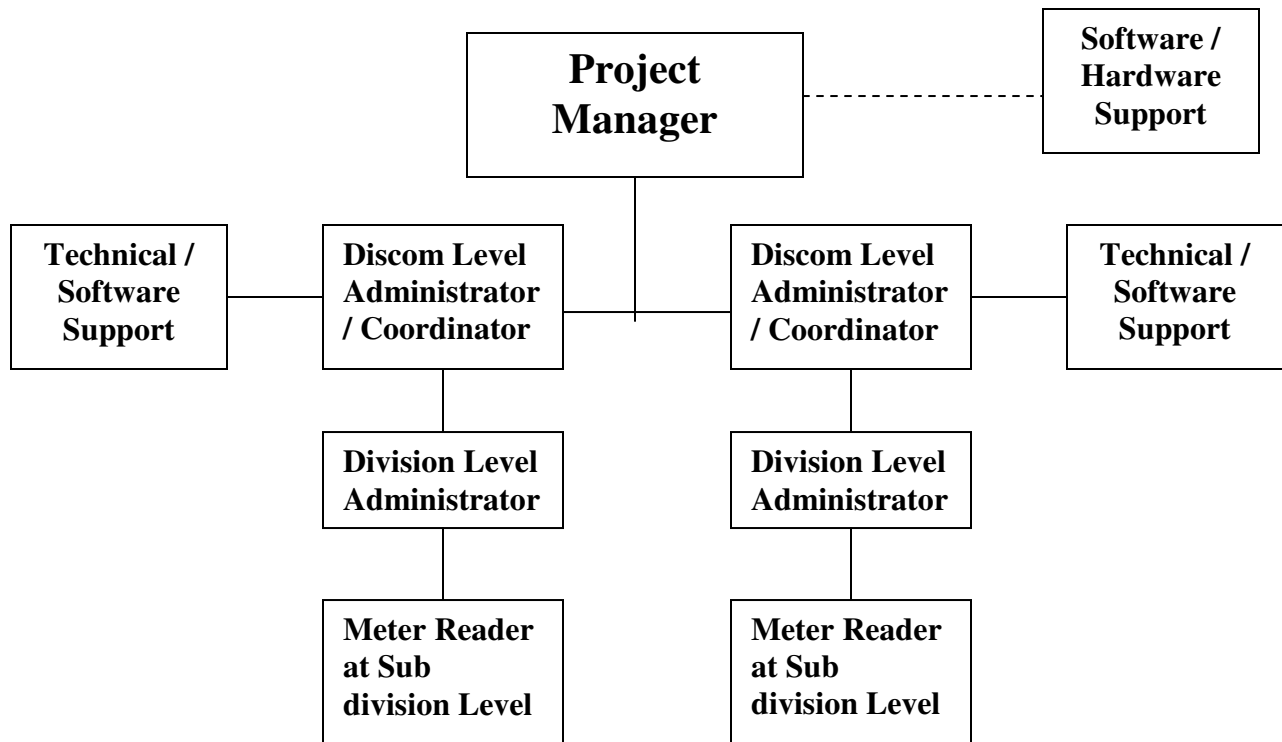 Project
Manager
Software /
Hardware
Support
Technical /
Software
Support
Discom Level
Administrator
/ Coordinator
Discom Level
Administrator
/ Coordinator
Technical /
Software
Support
Division Level
Administrator
Division Level
Administrator
Meter Reader
at Sub
division Level
Meter Reader
at Sub
division Level